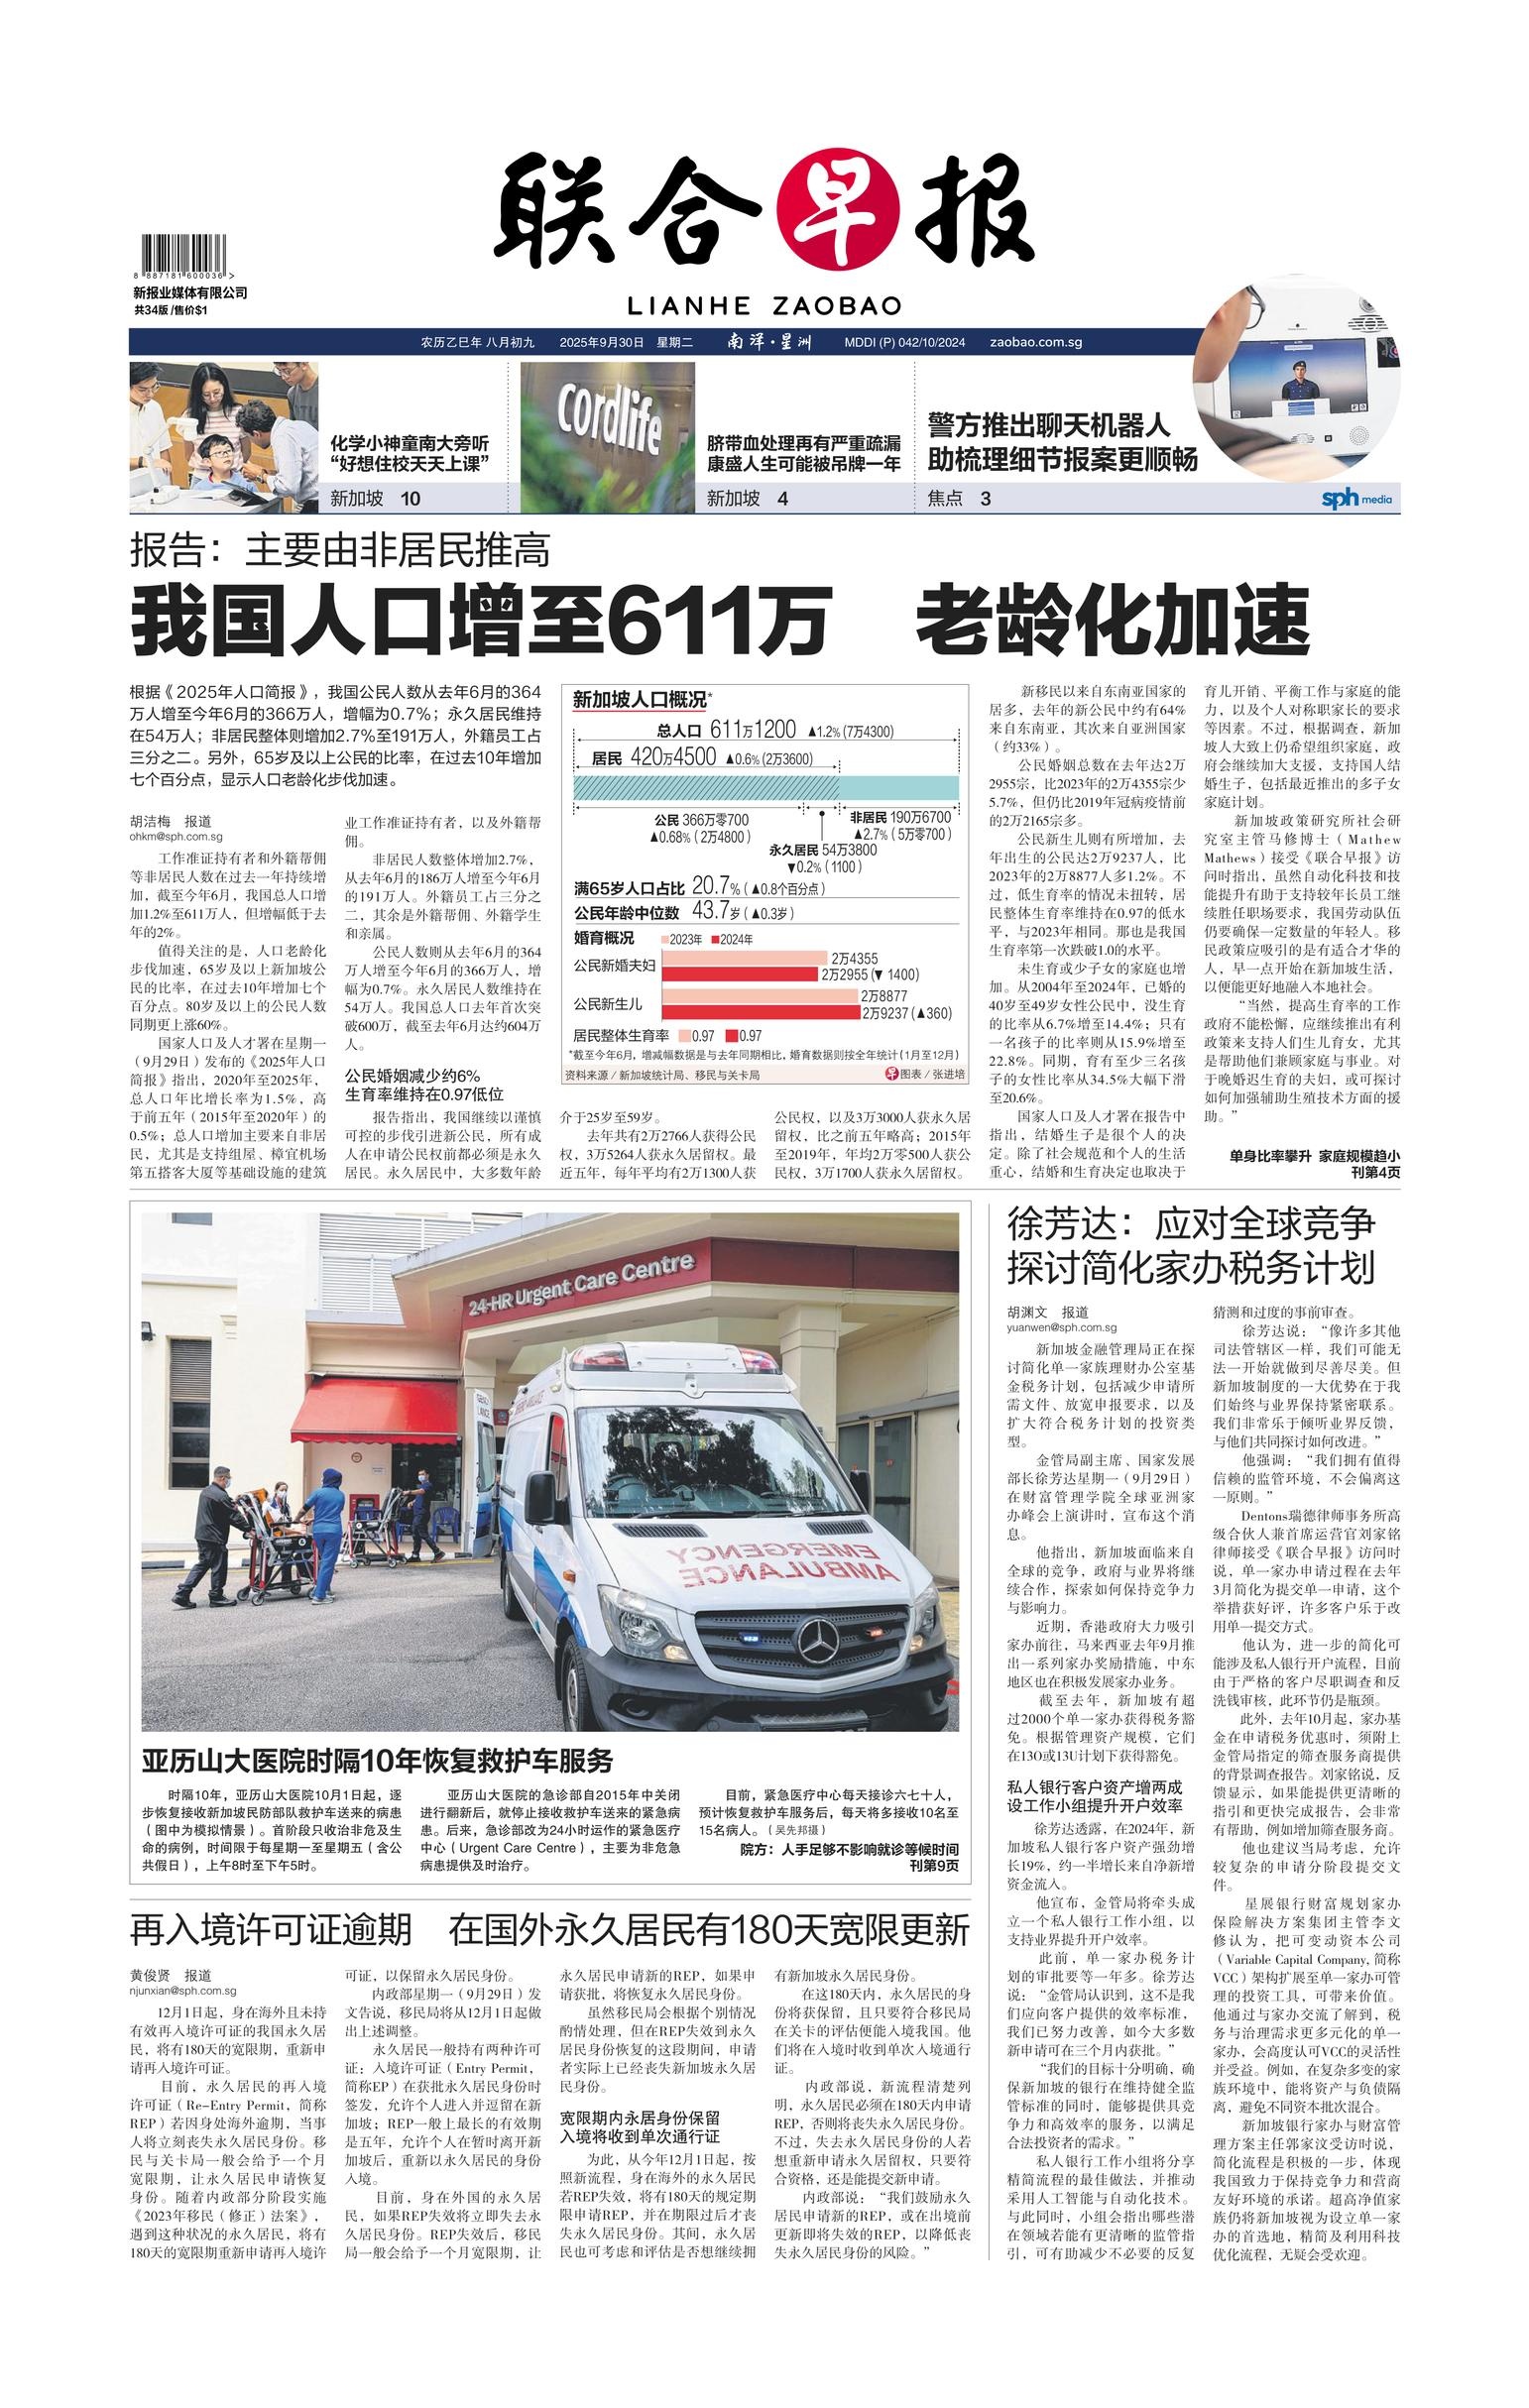 联合早报
LIANHE ZAOBAO
8 887181 600036 >
新报业媒体有限公司
共34版 /售价$1
农历乙巳年 八月初九 2025年9月30日 星期二 南洋·星洲 MDDI (P) 042/10/2024 zaobao.com.sg
化学小神童南大旁听
“好想住校天天上课”
新加坡 10
cordlife
脐带血处理再有严重疏漏
康盛人生可能被吊牌一年
新加坡 4
警方推出聊天机器人
助梳理细节报案更顺畅
焦点 3
sph media
报告：主要由非居民推高
我国人口增至611万 老龄化加速
根据《2025年人口简报》，我国公民人数从去年6月的364
万人增至今年6月的366万人，增幅为0.7%；永久居民维持
在54万人；非居民整体则增加2.7%至191万人，外籍员工占
三分之二。另外，65岁及以上公民的比率，在过去10年增加
七个百分点，显示人口老龄化步伐加速。
胡洁梅 报道
ohkm@sph.com.sg
工作准证持有者和外籍帮佣
等非居民人数在过去一年持续增
加，截至今年6月，我国总人口增
加1.2%至611万人，但增幅低于去
年的2%。
值得关注的是，人口老龄化
步伐加速，65岁及以上新加坡公
民的比率，在过去10年增加七个
百分点。80岁及以上的公民人数
同期更上涨60%。
国家人口及人才署在星期一
（9月29日）发布的《2025年人口
简报》指出，2020年至2025年，
总人口年比增长率为1.5%，高
于前五年（2015年至2020年）的
0.5%；总人口增加主要来自非居
民，尤其是支持组屋、樟宜机场
第五搭客大厦等基础设施的建筑
业工作准证持有者，以及外籍帮
佣。
非居民人数整体增加2.7%，
从去年6月的186万人增至今年6月
的191万人。外籍员工占三分之
二，其余是外籍帮佣、外籍学生
和亲属。
公民人数则从去年6月的364
万人增至今年6月的366万人，增
幅为0.7%。永久居民人数维持在
54万人。我国总人口去年首次突
破600万，截至去年6月达约604万
人。
公民婚姻减少约6%
生育率维持在0.97低位
报告指出，我国继续以谨慎
可控的步伐引进新公民，所有成
人在申请公民权前都必须是永久
居民。永久居民中，大多数年龄
新加坡人口概况*
总人口 611万1200 ▲1.2% (7万4300)
居民 420万4500 ▲0.6% (2万3600)
公民 366万零700
▲0.68% (2万4800)
非居民 190万6700
▲2.7% (5万零700)
永久居民 54万3800
▼0.2% (1100)
满65岁人口占比 20.7% (▲0.8个百分点)
公民年龄中位数 43.7岁 (▲0.3岁)
婚育概况 2023年 2024年
公民新婚夫妇 2万4355
2万2955 (▼ 1400)
公民新生儿 2万8877
2万9237 (▲360)
居民整体生育率 0.97 0.97
*截至今年6月，增减幅数据是与去年同期相比，婚育数据则按全年统计 (1月至12月)
资料来源 / 新加坡统计局、移民与关卡局 早图表 / 张进培
介于25岁至59岁。
去年共有2万2766人获得公民
权，3万5264人获永久居留权。最
近五年，每年平均有2万1300人获
公民权，以及3万3000人获永久居
留权，比之前五年略高；2015年
至2019年，年均2万零500人获公
民权，3万1700人获永久居留权。
新移民以来自东南亚国家的
居多，去年的新公民中约有64%
来自东南亚，其次来自亚洲国家
（约33%）。
公民婚姻总数在去年达2万
2955宗，比2023年的2万4355宗少
5.7%，但仍比2019年冠病疫情前
的2万2165宗多。
公民新生儿则有所增加，去
年出生的公民达2万9237人，比
2023年的2万8877人多1.2%。不
过，低生育率的情况未扭转，居
民整体生育率维持在0.97的低水
平，与2023年相同。那也是我国
生育率第一次跌破1.0的水平。
未生育或少子女的家庭也增
加。从2004年至2024年，已婚的
40岁至49岁女性公民中，没生育
的比率从6.7%增至14.4%；只有
一名孩子的比率则从15.9%增至
22.8%。同期，育有至少三名孩
子的女性比率从34.5%大幅下滑
至20.6%。
国家人口及人才署在报告中
指出，结婚生子是很个人的决
定。除了社会规范和个人的生活
重心，结婚和生育决定也取决于
育儿开销、平衡工作与家庭的能
力，以及个人对称职家长的要求
等因素。不过，根据调查，新加
坡人大致上仍希望组织家庭，政
府会继续加大支援，支持国人结
婚生子，包括最近推出的多子女
家庭计划。
新加坡政策研究所社会研
究室主管马修博士（Mathew
Mathews）接受《联合早报》访
问时指出，虽然自动化科技和技
能提升有助于支持较年长员工继
续胜任职场要求，我国劳动队伍
仍要确保一定数量的年轻人。移
民政策应吸引的是有适合才华的
人，早一点开始在新加坡生活，
以便能更好地融入本地社会。
“当然，提高生育率的工作
政府不能松懈，应继续推出有利
政策来支持人们生儿育女，尤其
是帮助他们兼顾家庭与事业。对
于晚婚迟生育的夫妇，或可探讨
如何加强辅助生殖技术方面的援
助。”
单身比率攀升 家庭规模趋小
刊第4页
24-HR Urgent Care Centre
EMERGENCY
AMBULANCE
亚历山大医院时隔10年恢复救护车服务
时隔10年，亚历山大医院10月1日起，逐
步恢复接收新加坡民防部队救护车送来的病患
（图中为模拟情景）。首阶段只收治非危及生
命的病例，时间限于每星期一至星期五（含公
共假日），上午8时至下午5时。
亚历山大医院的急诊部自2015年中关闭
进行翻新后，就停止接收救护车送来的紧急病
患。后来，急诊部改为24小时运作的紧急医疗
中心（Urgent Care Centre），主要为非危急
病患提供及时治疗。
目前，紧急医疗中心每天接诊六七十人，
预计恢复救护车服务后，每天将多接收10名至
15名病人。（吴先邦摄）
院方：人手足够不影响就诊等候时间
刊第9页
再入境许可证逾期 在国外永久居民有180天宽限更新
黄俊贤 报道
njunxian@sph.com.sg
12月1日起，身在海外且未持
有效再入境许可证的我国永久居
民，将有180天的宽限期，重新申
请再入境许可证。
目前，永久居民的再入境
许可证（Re-Entry Permit，简称
REP）若因身处海外逾期，当事
人将立刻丧失永久居民身份。移
民与关卡局一般会给予一个月
宽限期，让永久居民申请恢复
身份。随着内政部分阶段实施
《2023年移民（修正）法案》，
遇到这种状况的永久居民，将有
180天的宽限期重新申请再入境许
可证，以保留永久居民身份。
内政部星期一（9月29日）发
文告说，移民局将从12月1日起做
出上述调整。
永久居民一般持有两种许可
证：入境许可证（Entry Permit，
简称EP）在获批永久居民身份时
签发，允许个人进入并逗留在新
加坡；REP一般上最长的有效期
是五年，允许个人在暂时离开新
加坡后，重新以永久居民的身份
入境。
目前，身在外国的永久居
民，如果REP失效将立即失去永
久居民身份。REP失效后，移民
局一般会给予一个月宽限期，让
永久居民申请新的REP，如果申
请获批，将恢复永久居民身份。
虽然移民局会根据个别情况
酌情处理，但在REP失效到永久
居民身份恢复的这段期间，申请
者实际上已经丧失新加坡永久居
民身份。
宽限期内永居身份保留
入境将收到单次通行证
为此，从今年12月1日起，按
照新流程，身在海外的永久居民
若REP失效，将有180天的规定期
限申请REP，并在期限过后才丧
失永久居民身份。其间，永久居
民也可考虑和评估是否想继续拥
有新加坡永久居民身份。
在这180天内，永久居民的身
份将获保留，且只要符合移民局
在关卡的评估便能入境我国。他
们将在入境时收到单次入境通行
证。
内政部说，新流程清楚列
明，永久居民必须在180天内申请
REP，否则将丧失永久居民身份。
不过，失去永久居民身份的人若
想重新申请永久居留权，只要符
合资格，还是能提交新申请。
内政部说：“我们鼓励永久
居民申请新的REP，或在出境前
更新即将失效的REP，以降低丧
失永久居民身份的风险。”
徐芳达：应对全球竞争
探讨简化家办税务计划
胡渊文 报道
yuanwen@sph.com.sg
新加坡金融管理局正在探
讨简化单一家族理财办公室基
金税务计划，包括减少申请所
需文件、放宽申报要求，以及
扩大符合税务计划的投资类
型。
金管局副主席、国家发展
部长徐芳达星期一（9月29日）
在财富管理学院全球亚洲家
办峰会上演讲时，宣布这个消
息。
他指出，新加坡面临来自
全球的竞争，政府与业界将继
续合作，探索如何保持竞争力
与影响力。
近期，香港政府大力吸引
家办前往，马来西亚去年9月推
出一系列家办奖励措施，中东
地区也在积极发展家办业务。
截至去年，新加坡有超
过2000个单一家办获得税务豁
免。根据管理资产规模，它们
在13O或13U计划下获得豁免。
私人银行客户资产增两成
设工作小组提升开户效率
徐芳达透露，在2024年，新
加坡私人银行客户资产强劲增
长19%，约一半增长来自净新增
资金流入。
他宣布，金管局将牵头成
立一个私人银行工作小组，以
支持业界提升开户效率。
此前，单一家办税务计
划的审批要等一年多。徐芳达
说：“金管局认识到，这不是我
们应向客户提供的效率标准，
我们已努力改善，如今大多数
新申请可在三个月内获批。”
“我们的目标十分明确，确
保新加坡的银行在维持健全监
管标准的同时，能够提供具竞
争力和高效率的服务，以满足
合法投资者的需求。”
私人银行工作小组将分享
精简流程的最佳做法，并推动
采用人工智能与自动化技术。
与此同时，小组会指出哪些潜
在领域若能有更清晰的监管指
引，可有助减少不必要的反复
猜测和过度的事前审查。
徐芳达说：“像许多其他
司法管辖区一样，我们可能无
法一开始就做到尽善尽美。但
新加坡制度的一大优势在于我
们始终与业界保持紧密联系。
我们非常乐于倾听业界反馈，
与他们共同探讨如何改进。”
他强调：“我们拥有值得
信赖的监管环境，不会偏离这
一原则。”
Dentons瑞德律师事务所高
级合伙人兼首席运营官刘家铭
律师接受《联合早报》访问时
说，单一家办申请过程在去年
3月简化为提交单一申请，这个
举措获好评，许多客户乐于改
用单一提交方式。
他认为，进一步的简化可
能涉及私人银行开户流程，目前
由于严格的客户尽职调查和反
洗钱审核，此环节仍是瓶颈。
此外，去年10月起，家办基
金在申请税务优惠时，须附上
金管局指定的筛查服务商提供
的背景调查报告。刘家铭说，反
馈显示，如果能提供更清晰的
指引和更快完成报告，会非常
有帮助，例如增加筛查服务商。
他也建议当局考虑，允许
较复杂的申请分阶段提交文
件。
星展银行财富规划家办
保险解决方案集团主管李文
修认为，把可变动资本公司
（Variable Capital Company, 简称
VCC）架构扩展至单一家办可管
理的投资工具，可带来价值。
他通过与家办交流了解到，税
务与治理需求更多元化的单一
家办，会高度认可VCC的灵活性
并受益。例如，在复杂多变的家
族环境中，能将资产与负债隔
离，避免不同资本批次混合。
新加坡银行家办与财富管
理方案主任郭家汶受访时说，
简化流程是积极的一步，体现
我国致力于保持竞争力和营商
友好环境的承诺。超高净值家
族仍将新加坡视为设立单一家
办的首选地，精简及利用科技
优化流程，无疑会受欢迎。